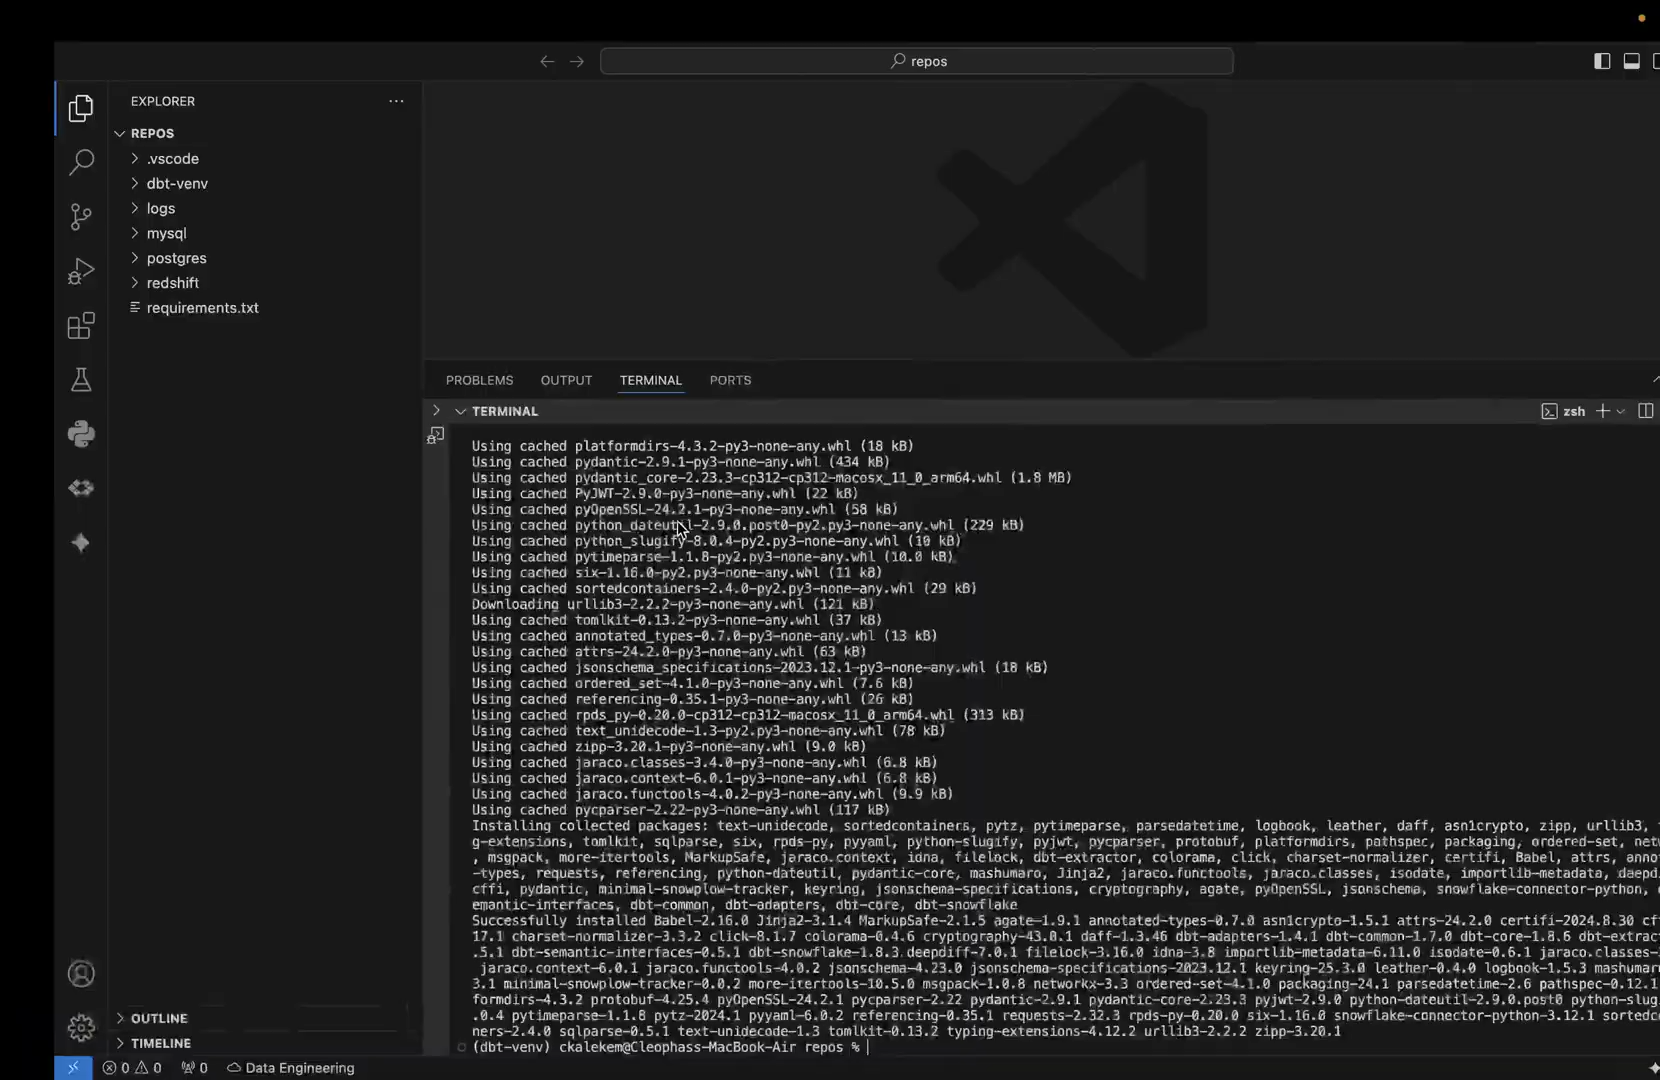 repos
EXPLORER
REPOS
.vscode
dbt-venv
logs
mysql
postgres
redshift
requirements.txt
PROBLEMS OUTPUT TERMINAL PORTS
TERMINAL
zsh
Using cached platformdirs-4.3.2-py3-none-any.whl (18 kB)
Using cached pydantic-2.9.1-py3-none-any.whl (434 kB)
Using cached pydantic_core-2.23.3-cp312-cp312-macosx_11_0_arm64.whl (1.8 MB)
Using cached PyJWT-2.9.0-py3-none-any.whl (22 kB)
Using cached pyOpenSSL-24.2.1-py3-none-any.whl (58 kB)
Using cached python_dateutil-2.9.0.post0-py2.py3-none-any.whl (229 kB)
Using cached python_slugify-8.0.4-py2.py3-none-any.whl (10 kB)
Using cached pytimeparse-1.1.8-py2.py3-none-any.whl (10.0 kB)
Using cached six-1.16.0-py2.py3-none-any.whl (11 kB)
Using cached sortedcontainers-2.4.0-py2.py3-none-any.whl (29 kB)
Downloading urllib3-2.2.2-py3-none-any.whl (121 kB)
Using cached tomlkit-0.13.2-py3-none-any.whl (37 kB)
Using cached annotated_types-0.7.0-py3-none-any.whl (13 kB)
Using cached attrs-24.2.0-py3-none-any.whl (63 kB)
Using cached jsonschema_specifications-2023.12.1-py3-none-any.whl (18 kB)
Using cached ordered_set-4.1.0-py3-none-any.whl (7.6 kB)
Using cached referencing-0.35.1-py3-none-any.whl (26 kB)
Using cached rpds_py-0.20.0-cp312-cp312-macosx_11_0_arm64.whl (313 kB)
Using cached text_unidecode-1.3-py2.py3-none-any.whl (78 kB)
Using cached zipp-3.20.1-py3-none-any.whl (9.0 kB)
Using cached jaraco.classes-3.4.0-py3-none-any.whl (6.8 kB)
Using cached jaraco.context-6.0.1-py3-none-any.whl (6.8 kB)
Using cached jaraco.functools-4.0.2-py3-none-any.whl (9.9 kB)
Using cached pycparser-2.22-py3-none-any.whl (117 kB)
Installing collected packages: text-unidecode, sortedcontainers, pytz, pytimeparse, parsedatetime, logbook, leather, daff, asn1crypto, zipp, urllib3,
g-extensions, tomlkit, sqlparse, six, rpds-py, pyyaml, python-slugify, pyjwt, pycparser, protobuf, platformdirs, pathspec, packaging, ordered-set,
, msgpack, more-itertools, MarkupSafe, jaraco.context, idna, filelock, dbt-extractor, colorama, click, charset-normalizer, certifi, Babel, attrs, anno
-types, requests, referencing, python-dateutil, pydantic-core, mashumaro, Jinja2, jaraco.functools, jaraco.classes, isodate, importlib-metadata, deepdi
cffi, pydantic, minimal-snowplow-tracker, keyring, jsonschema-specifications, cryptography, agate, pyOpenSSL, jsonschema, snowflake-connector-python,
emantic-interfaces, dbt-common, dbt-adapters, dbt-core, dbt-snowflake
Successfully installed Babel-2.16.0 Jinja2-3.1.4 MarkupSafe-2.1.5 agate-1.9.1 annotated-types-0.7.0 asn1crypto-1.5.1 attrs-24.2.0 certifi-2024.8.30 cff
17.1 charset-normalizer-3.3.2 click-8.1.7 colorama-0.4.6 cryptography-43.0.1 daff-1.3.46 dbt-adapters-1.4.1 dbt-common-1.7.0 dbt-core-1.8.6 dbt-extract
.5.1 dbt-semantic-interfaces-0.5.1 dbt-snowflake-1.8.3 deepdiff-7.0.1 filelock-3.16.0 idna-3.8 importlib-metadata-6.11.0 isodate-0.6.1 jaraco.classes-3
jaraco.context-6.0.1 jaraco.functools-4.0.2 jsonschema-4.23.0 jsonschema-specifications-2023.12.1 keyring-25.3.0 leather-0.4.0 logbook-1.5.3 mashumar
3.1 minimal-snowplow-tracker-0.0.2 more-itertools-10.5.0 msgpack-1.0.8 networkx-3.3 ordered-set-4.1.0 packaging-24.1 parsedatetime-2.6 pathspec-0.12.1
formdirs-4.3.2 protobuf-4.25.4 pyOpenSSL-24.2.1 pycparser-2.22 pydantic-2.9.1 pydantic-core-2.23.3 pyjwt-2.9.0 python-dateutil-2.9.0.post0 python-slug
.0.4 pytimeparse-1.1.8 pytz-2024.1 pyyaml-6.0.2 referencing-0.35.1 requests-2.32.3 rpds-py-0.20.0 six-1.16.0 snowflake-connector-python-3.12.1 sortedc
ners-2.4.0 sqlparse-0.5.1 text-unidecode-1.3 tomlkit-0.13.2 typing-extensions-4.12.2 urllib3-2.2.2 zipp-3.20.1
(dbt-venv) ckalekem@Cleophass-MacBook-Air repos %
OUTLINE
TIMELINE
0 0 0 Data Engineering